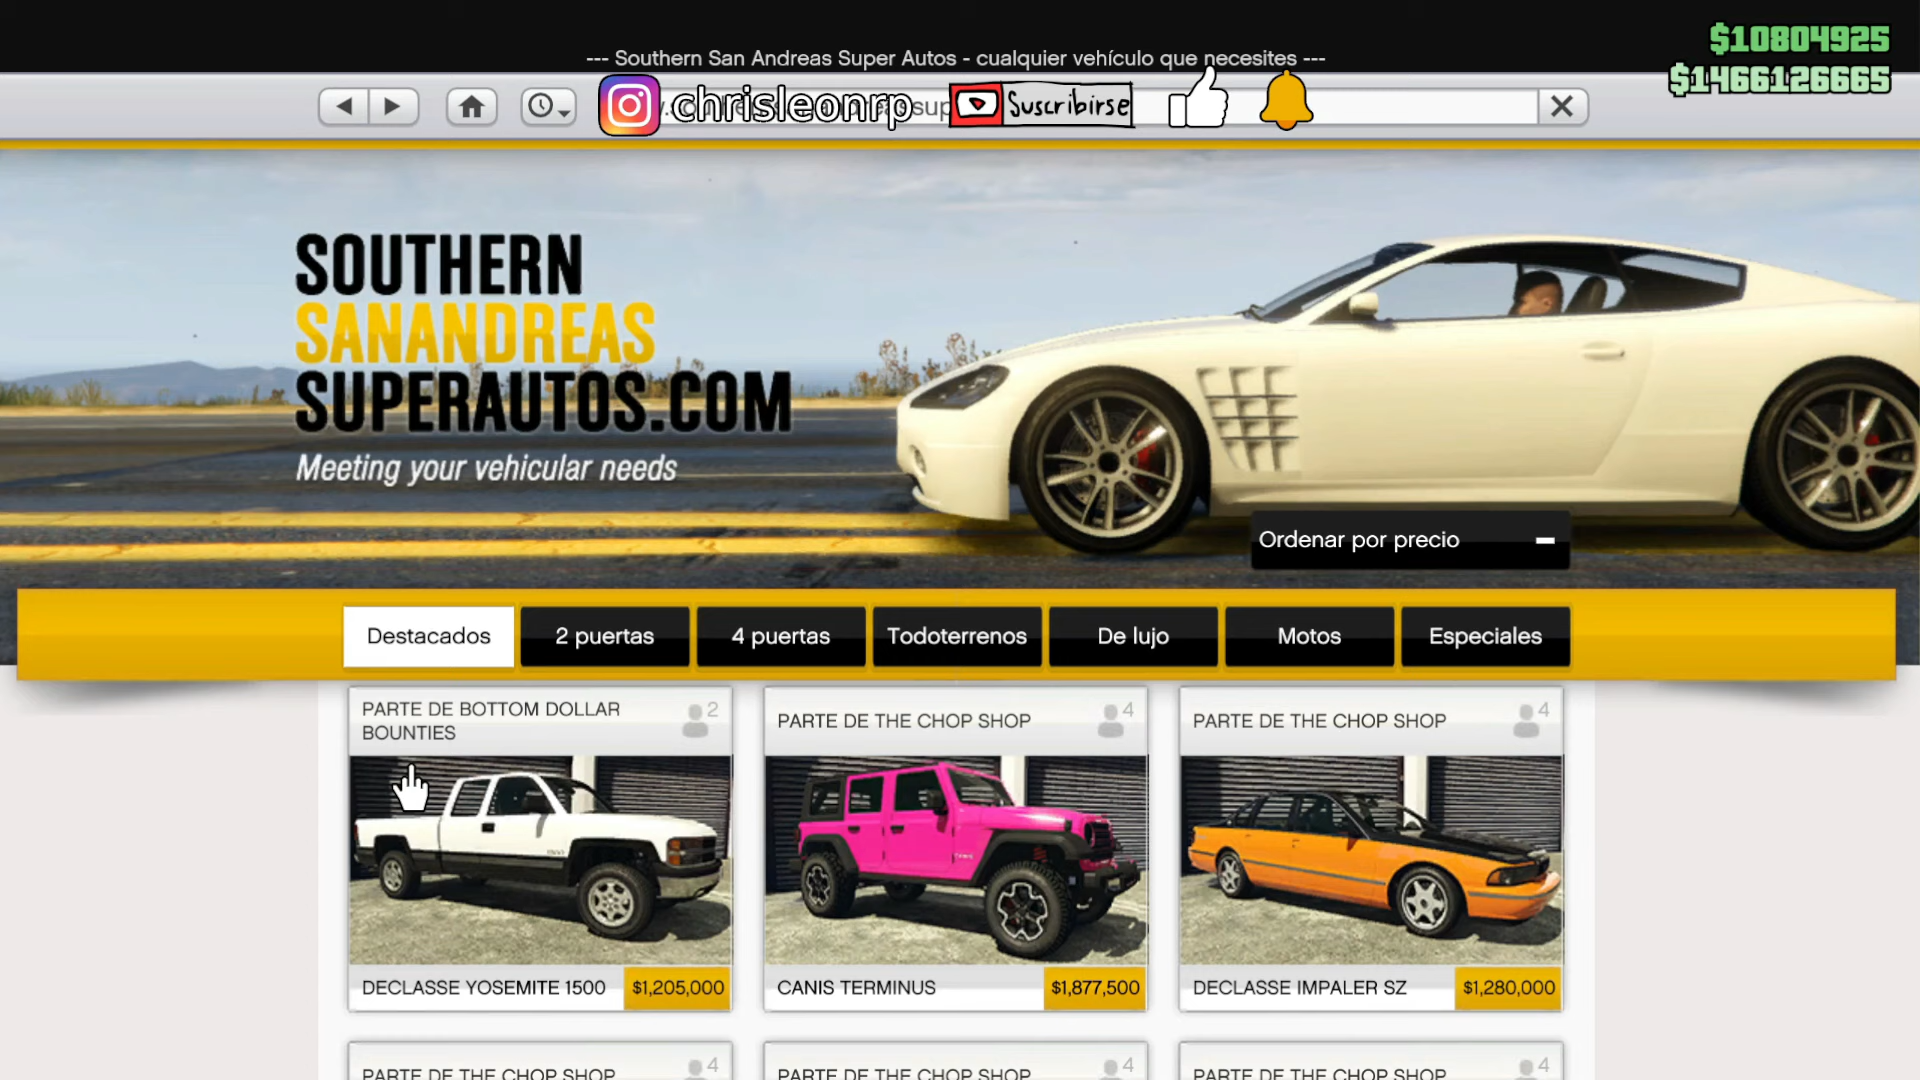 $10804925
--- Southern San Andreas Super Autos - cualquier vehículo que necesites ---
$1466126665
chrisleonrp
sup
Suscribirse
SOUTHERN
SANANDREAS
SUPERAUTOS.COM
Meeting your vehicular needs
Ordenar por precio
Destacados
2 puertas
4 puertas
Todoterrenos
De lujo
Motos
Especiales
PARTE DE BOTTOM DOLLAR
BOUNTIES
2
PARTE DE THE CHOP SHOP
4
PARTE DE THE CHOP SHOP
4
DECLASSE YOSEMITE 1500
$1,205,000
CANIS TERMINUS
$1,877,500
DECLASSE IMPALER SZ
$1,280,000
PARTE DE THE CHOP SHOP
4
PARTE DE THE CHOP SHOP
4
PARTE DE THE CHOP SHOP
4